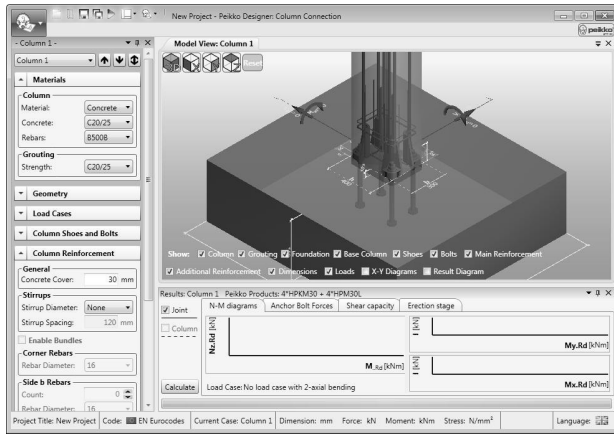 New Project - Peikko Designer: Column Connection
peikko
- Column 1 -
Column 1
Materials
Column
Material: Concrete
Concrete: C20/25
Rebars: B500B
Grouting
Strength: C20/25
Geometry
Load Cases
Column Shoes and Bolts
Column Reinforcement
General
Concrete Cover: 30 mm
Stirrups
Stirrup Diameter: None
Stirrup Spacing: 120 mm
Enable Bundles
Corner Rebars
Rebar Diameter: 16
Side b Rebars
Count: 0
Rebar Diameter: 16
Model View: Column 1
Reset
Show: Column Grouting Foundation Base Column Shoes Bolts Main Reinforcement
Additional Reinforcement Dimensions Loads X-Y Diagrams Result Diagram
Results: Column 1 Peikko Products: 4*HPKM30 + 4*HPM30L
Joint
Column
Calculate
N-M diagrams Anchor Bolt Forces Shear capacity Erection stage
Nz.Rd [kN]
M.Rd [kNm]
[kN]
My.Rd [kNm]
[kN]
Mx.Rd [kNm]
Load Case: No load case with 2-axial bending
Project Title: New Project Code: EN Eurocodes Current Case: Column 1 Dimension: mm Force: kN Moment: kNm Stress: N/mm² Language: